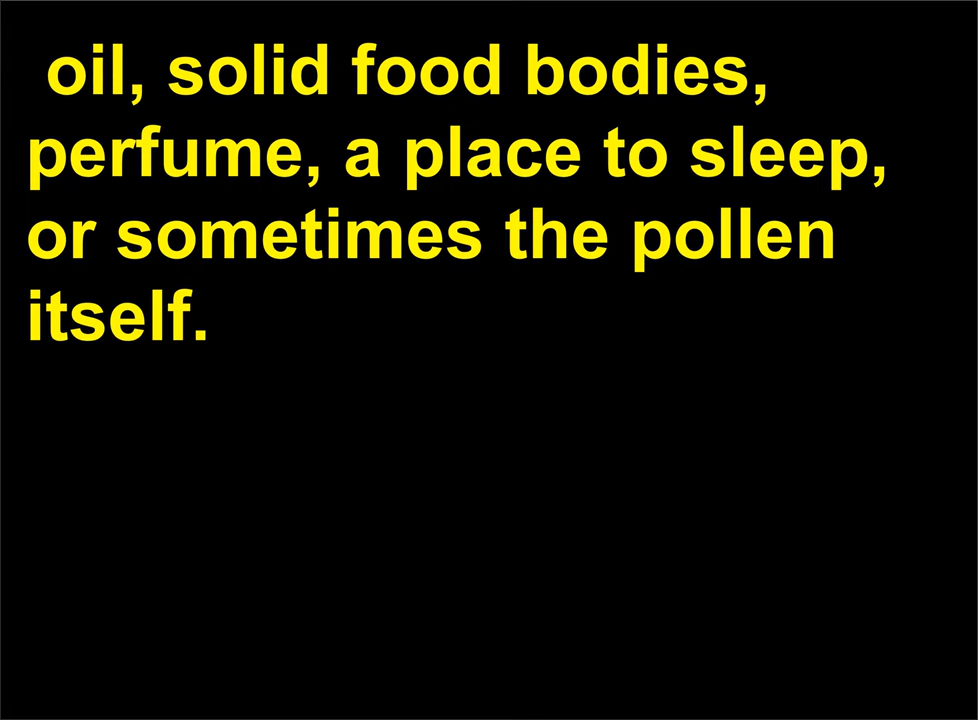 oil, solid food bodies,
perfume, a place to sleep,
or sometimes the pollen
itself.